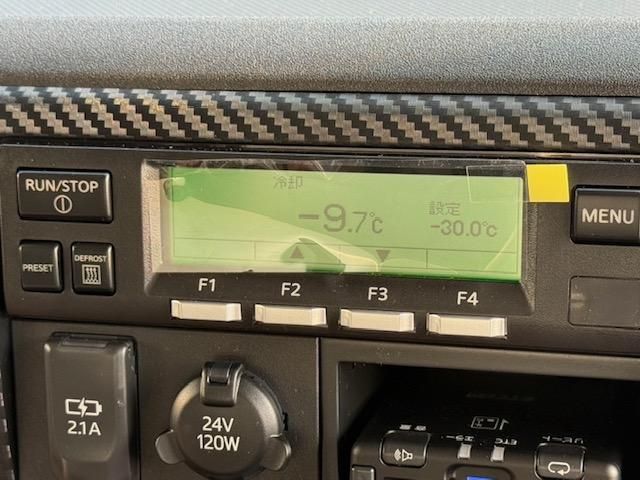 冷却
-9.7℃
設定
-30.0℃
RUN/STOP
MENU
PRESET
DEFROST
F1
F2
F3
F4
2.1A
24V
120W
ETC